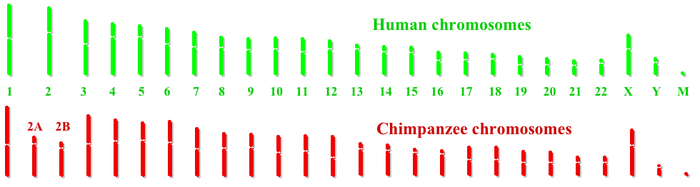 Human chromosomes
1 2 3 4 5 6 7 8 9 10 11 12 13 14 15 16 17 18 19 20 21 22 X Y M
2A 2B
Chimpanzee chromosomes